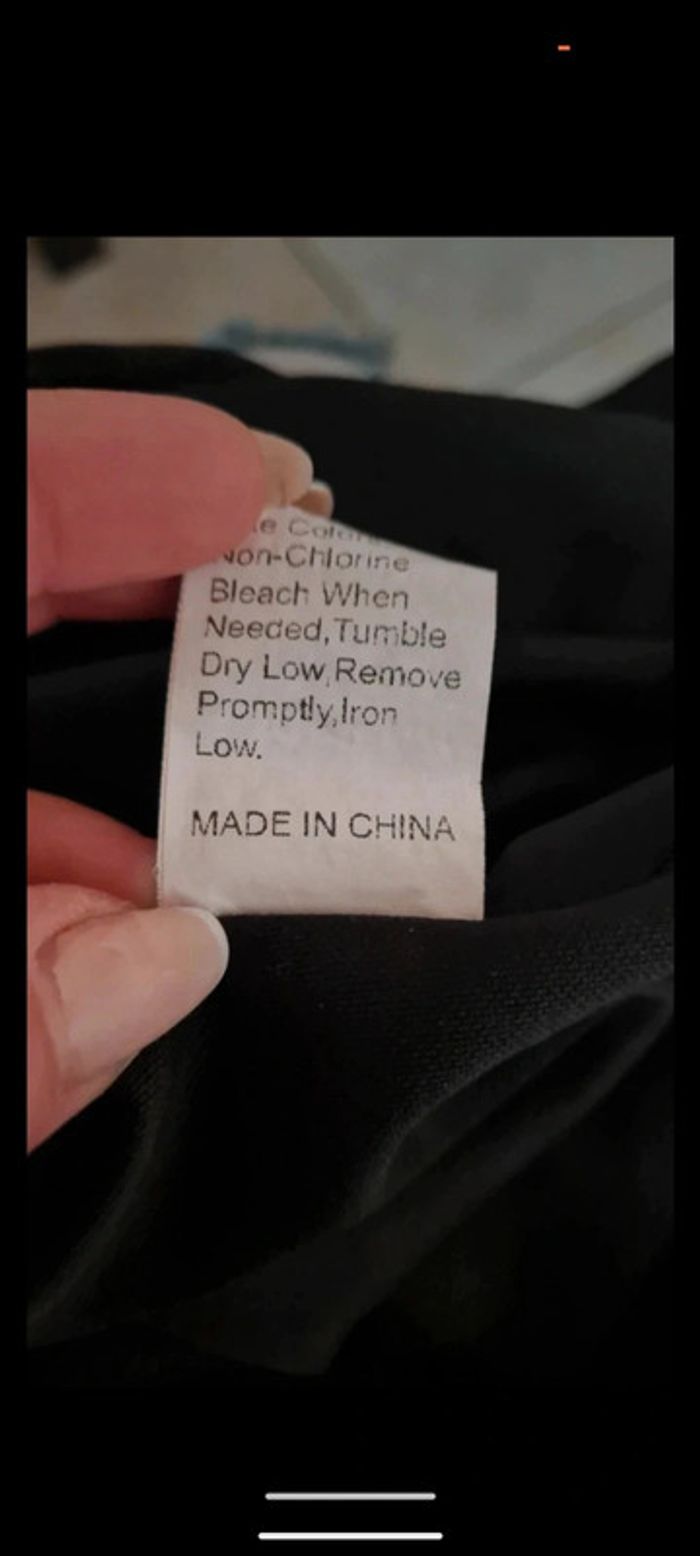 Non-Chlorine
Bleach When
Needed,Tumble
Dry Low,Remove
Promptly,Iron
Low.
MADE IN CHINA